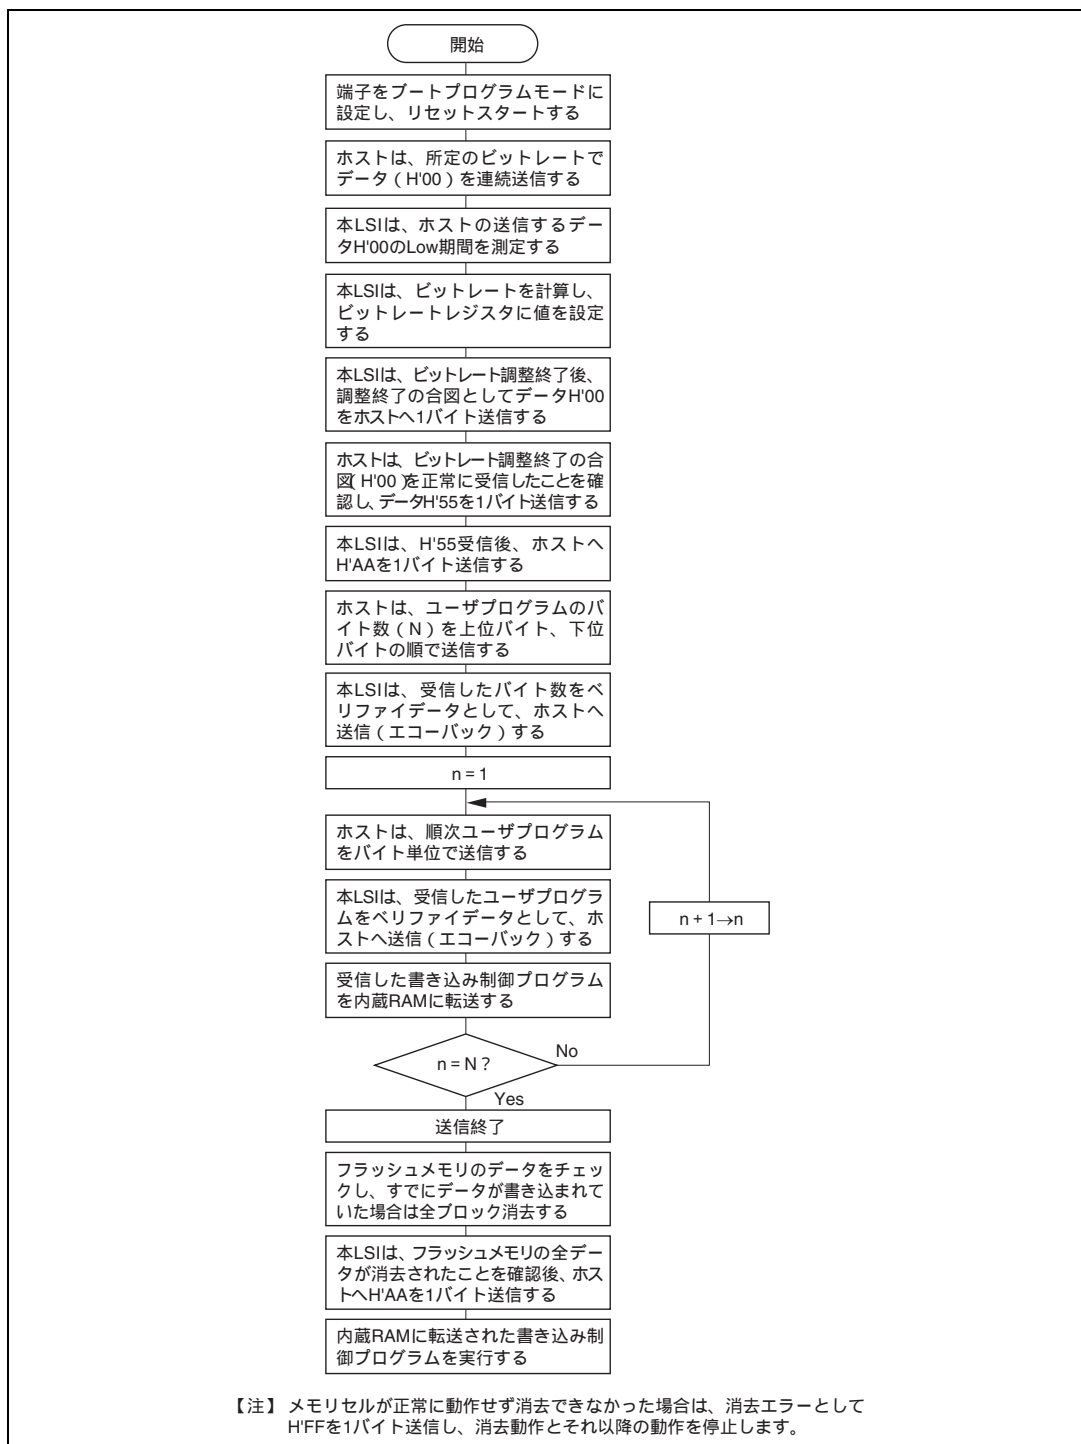 開始
端子をブートプログラムモードに
設定し、リセットスタートする
ホストは、所定のビットレートで
データ（H'00）を連続送信する
本LSIは、ホストの送信するデー
タH'00のLow期間を測定する
本LSIは、ビットレートを計算し、
ビットレートレジスタに値を設定
する
本LSIは、ビットレート調整終了後、
調整終了の合図としてデータH'00
をホストへ1バイト送信する
ホストは、ビットレート調整終了の合
図（H'00）を正常に受信したことを確
認し、データH'55を1バイト送信する
本LSIは、H'55受信後、ホストへ
H'AAを1バイト送信する
ホストは、ユーザプログラムのバ
イト数（N）を上位バイト、下位
バイトの順で送信する
本LSIは、受信したバイト数をベ
リファイデータとして、ホストへ
送信（エコーバック）する
n = 1
ホストは、順次ユーザプログラム
をバイト単位で送信する
本LSIは、受信したユーザプログラ
ムをベリファイデータとして、ホ
ストへ送信（エコーバック）する
n + 1→n
受信した書き込み制御プログラム
を内蔵RAMに転送する
n = N ?
No
Yes
送信終了
フラッシュメモリのデータをチェッ
クし、すでにデータが書き込まれて
いた場合は全ブロック消去する
本LSIは、フラッシュメモリの全デー
タが消去されたことを確認後、ホス
トへH'AAを1バイト送信する
内蔵RAMに転送された書き込み制
御プログラムを実行する
【注】 メモリセルが正常に動作せず消去できなかった場合は、消去エラーとして
H'FFを1バイト送信し、消去動作とそれ以降の動作を停止します。